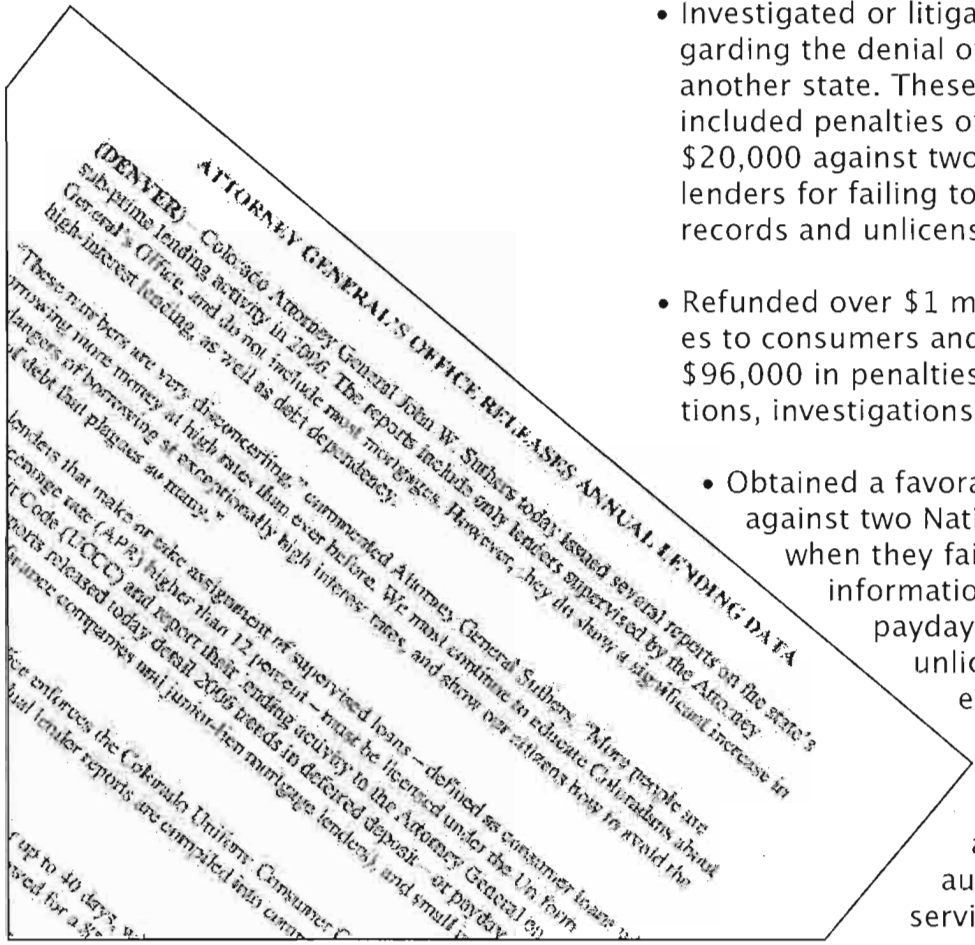 ATTORNEY GENERAL'S OFFICE RELEASES ANNUAL LENDING DATA
(DENVER) – Colorado Attorney General John W. Suthers today issued several reports on the state's
sub-prime lending activity in 2006. The reports include only lenders supervised by the Attorney
General's Office, and do not include most mortgages. However, they do show a significant increase in
high-interest lending, as well as debt dependency.
"These numbers are very disconcerting," commented Attorney General Suthers. "More people are
rrowing more money at high rates than ever before. We must continue to educate Coloradans about
dangers of borrowing at exceptionally high interest rates, and show our citizens how to avoid the
of debt that plagues so many."
lenders that make or take assignment of supervised loans – defined as consumer loans
centage rate (APR) higher than 12 percent – must be licensed under the Uniform
it Code (UCCC) and report their lending activity to the Attorney General on
reports released today detail 2006 trends in deferred deposit – or payday
finance companies and junior-lien mortgage lenders), and small
fice enforces the Colorado Uniform Consumer C
ual lender reports are compiled into
up to 40 days,
for a
• Investigated or litiga
garding the denial o
another state. These
included penalties o
$20,000 against two
lenders for failing to
records and unlicens
• Refunded over $1 m
es to consumers and
$96,000 in penalties
tions, investigations
• Obtained a favora
against two Nati
when they fai
informatio
payday
unlic
e
a
au
servi